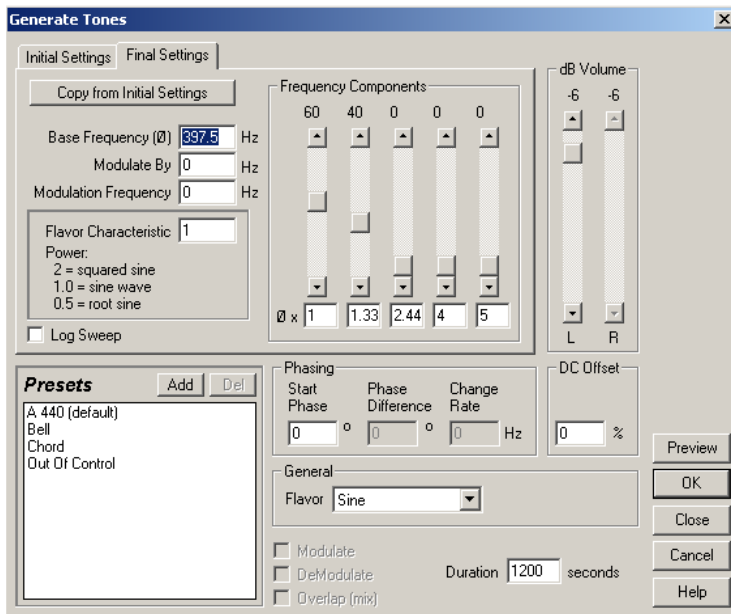 Generate Tones
Initial Settings Final Settings
Copy from Initial Settings
Base Frequency (Ø) 397.5 Hz
Modulate By 0 Hz
Modulation Frequency 0 Hz
Flavor Characteristic 1
Power:
2 = squared sine
1.0 = sine wave
0.5 = root sine
Log Sweep
Frequency Components
60 40 0 0 0
Ø x 1 1.33 2.44 4 5
dB Volume
-6 -6
L R
Presets Add Del
A 440 (default)
Bell
Chord
Out Of Control
Phasing
Start Phase
Phase Difference
Change Rate
0 ° 0 ° 0 Hz
DC Offset
0 %
General
Flavor Sine
Modulate
DeModulate
Overlap (mix)
Duration 1200 seconds
Preview
OK
Close
Cancel
Help